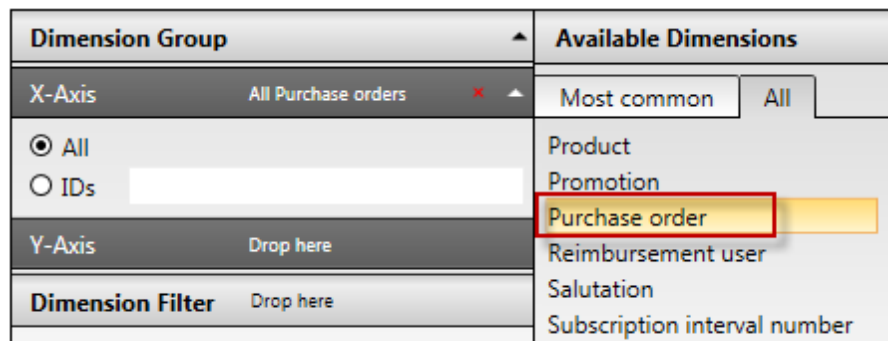 Dimension Group
X-Axis All Purchase orders
All
IDs
Y-Axis Drop here
Dimension Filter Drop here
Available Dimensions
Most common All
Product
Promotion
Purchase order
Reimbursement user
Salutation
Subscription interval number